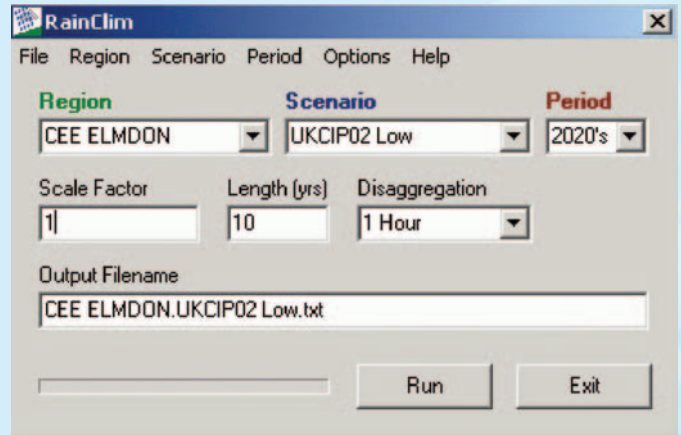 RainClim
File Region Scenario Period Options Help
Region Scenario Period
CEE ELMDON UKCIP02 Low 2020's
Scale Factor Length (yrs) Disaggregation
1 10 1 Hour
Output Filename
CEE ELMDON.UKCIP02 Low.txt
Run Exit